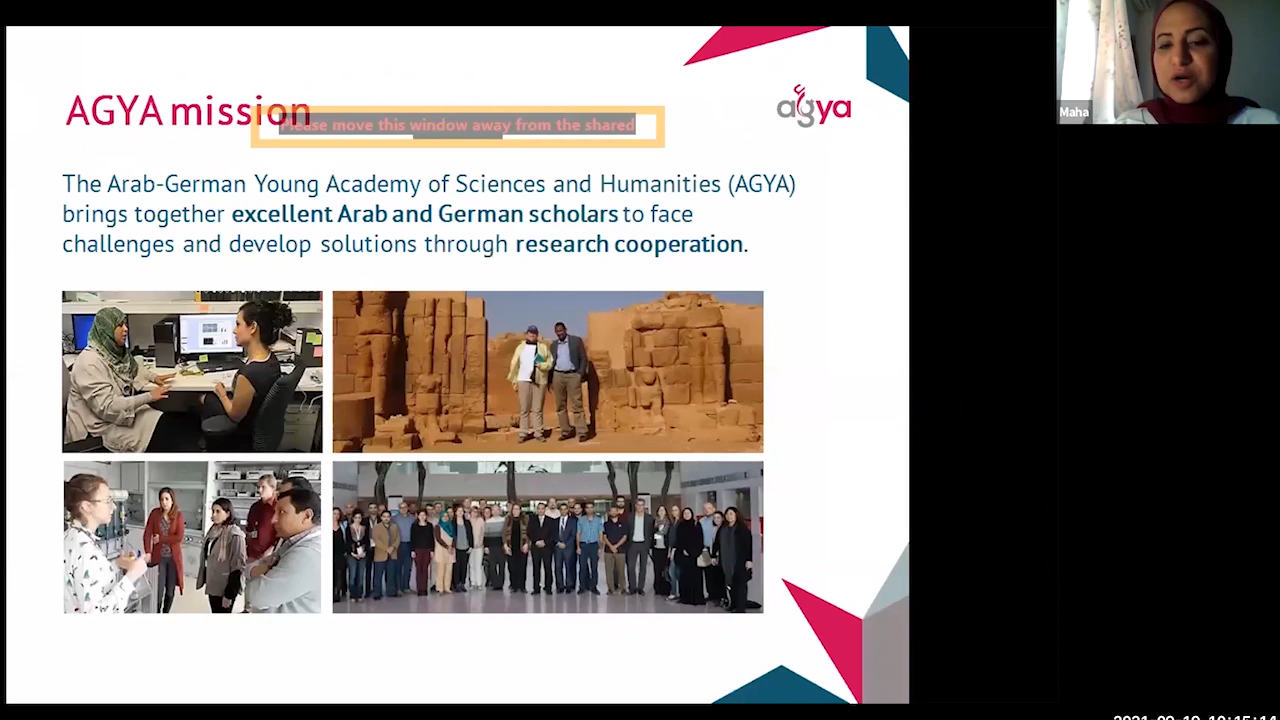 AGYA mission
agya
Please move this window away from the shared
The Arab-German Young Academy of Sciences and Humanities (AGYA)
brings together excellent Arab and German scholars to face
challenges and develop solutions through research cooperation.
Maha